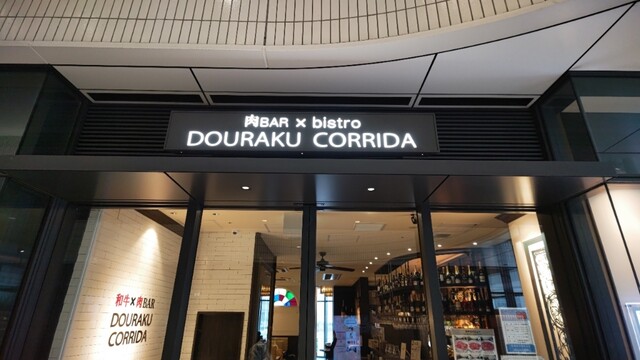 肉BAR × bistro
DOURAKU CORRIDA
和牛×肉BAR
DOURAKU
CORRIDA